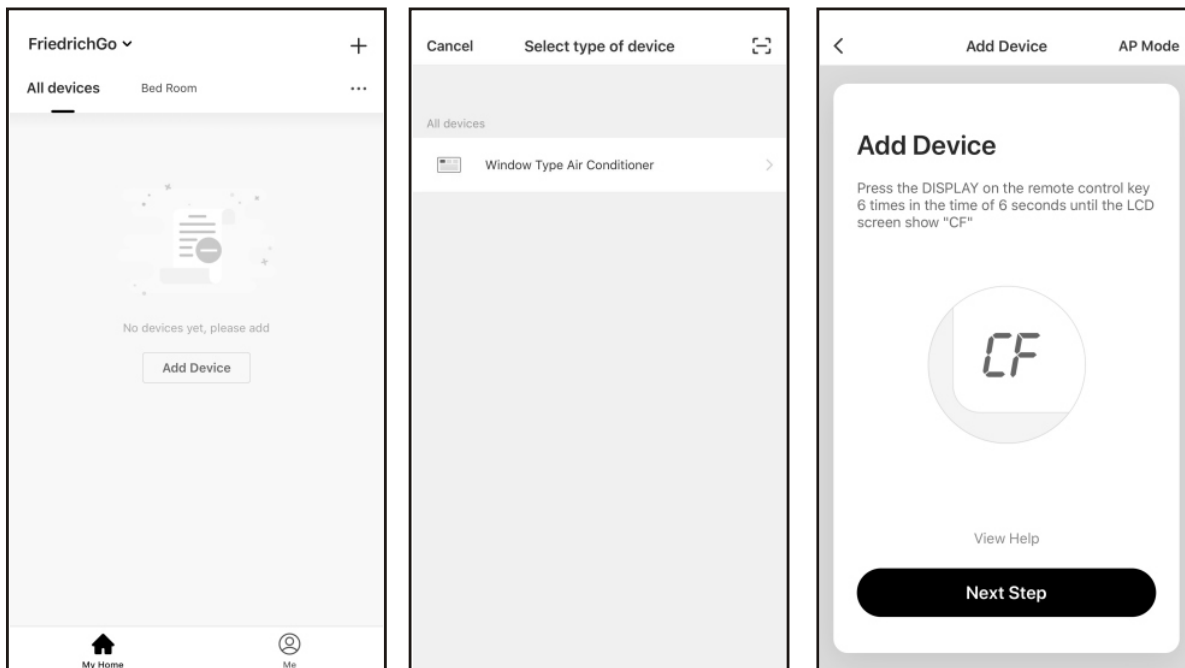 FriedrichGo
All devices Bed Room
No devices yet, please add
Add Device
My Home Me
Cancel Select type of device
All devices
Window Type Air Conditioner
Add Device AP Mode
Add Device
Press the DISPLAY on the remote control key
6 times in the time of 6 seconds until the LCD
screen show "CF"
CF
View Help
Next Step